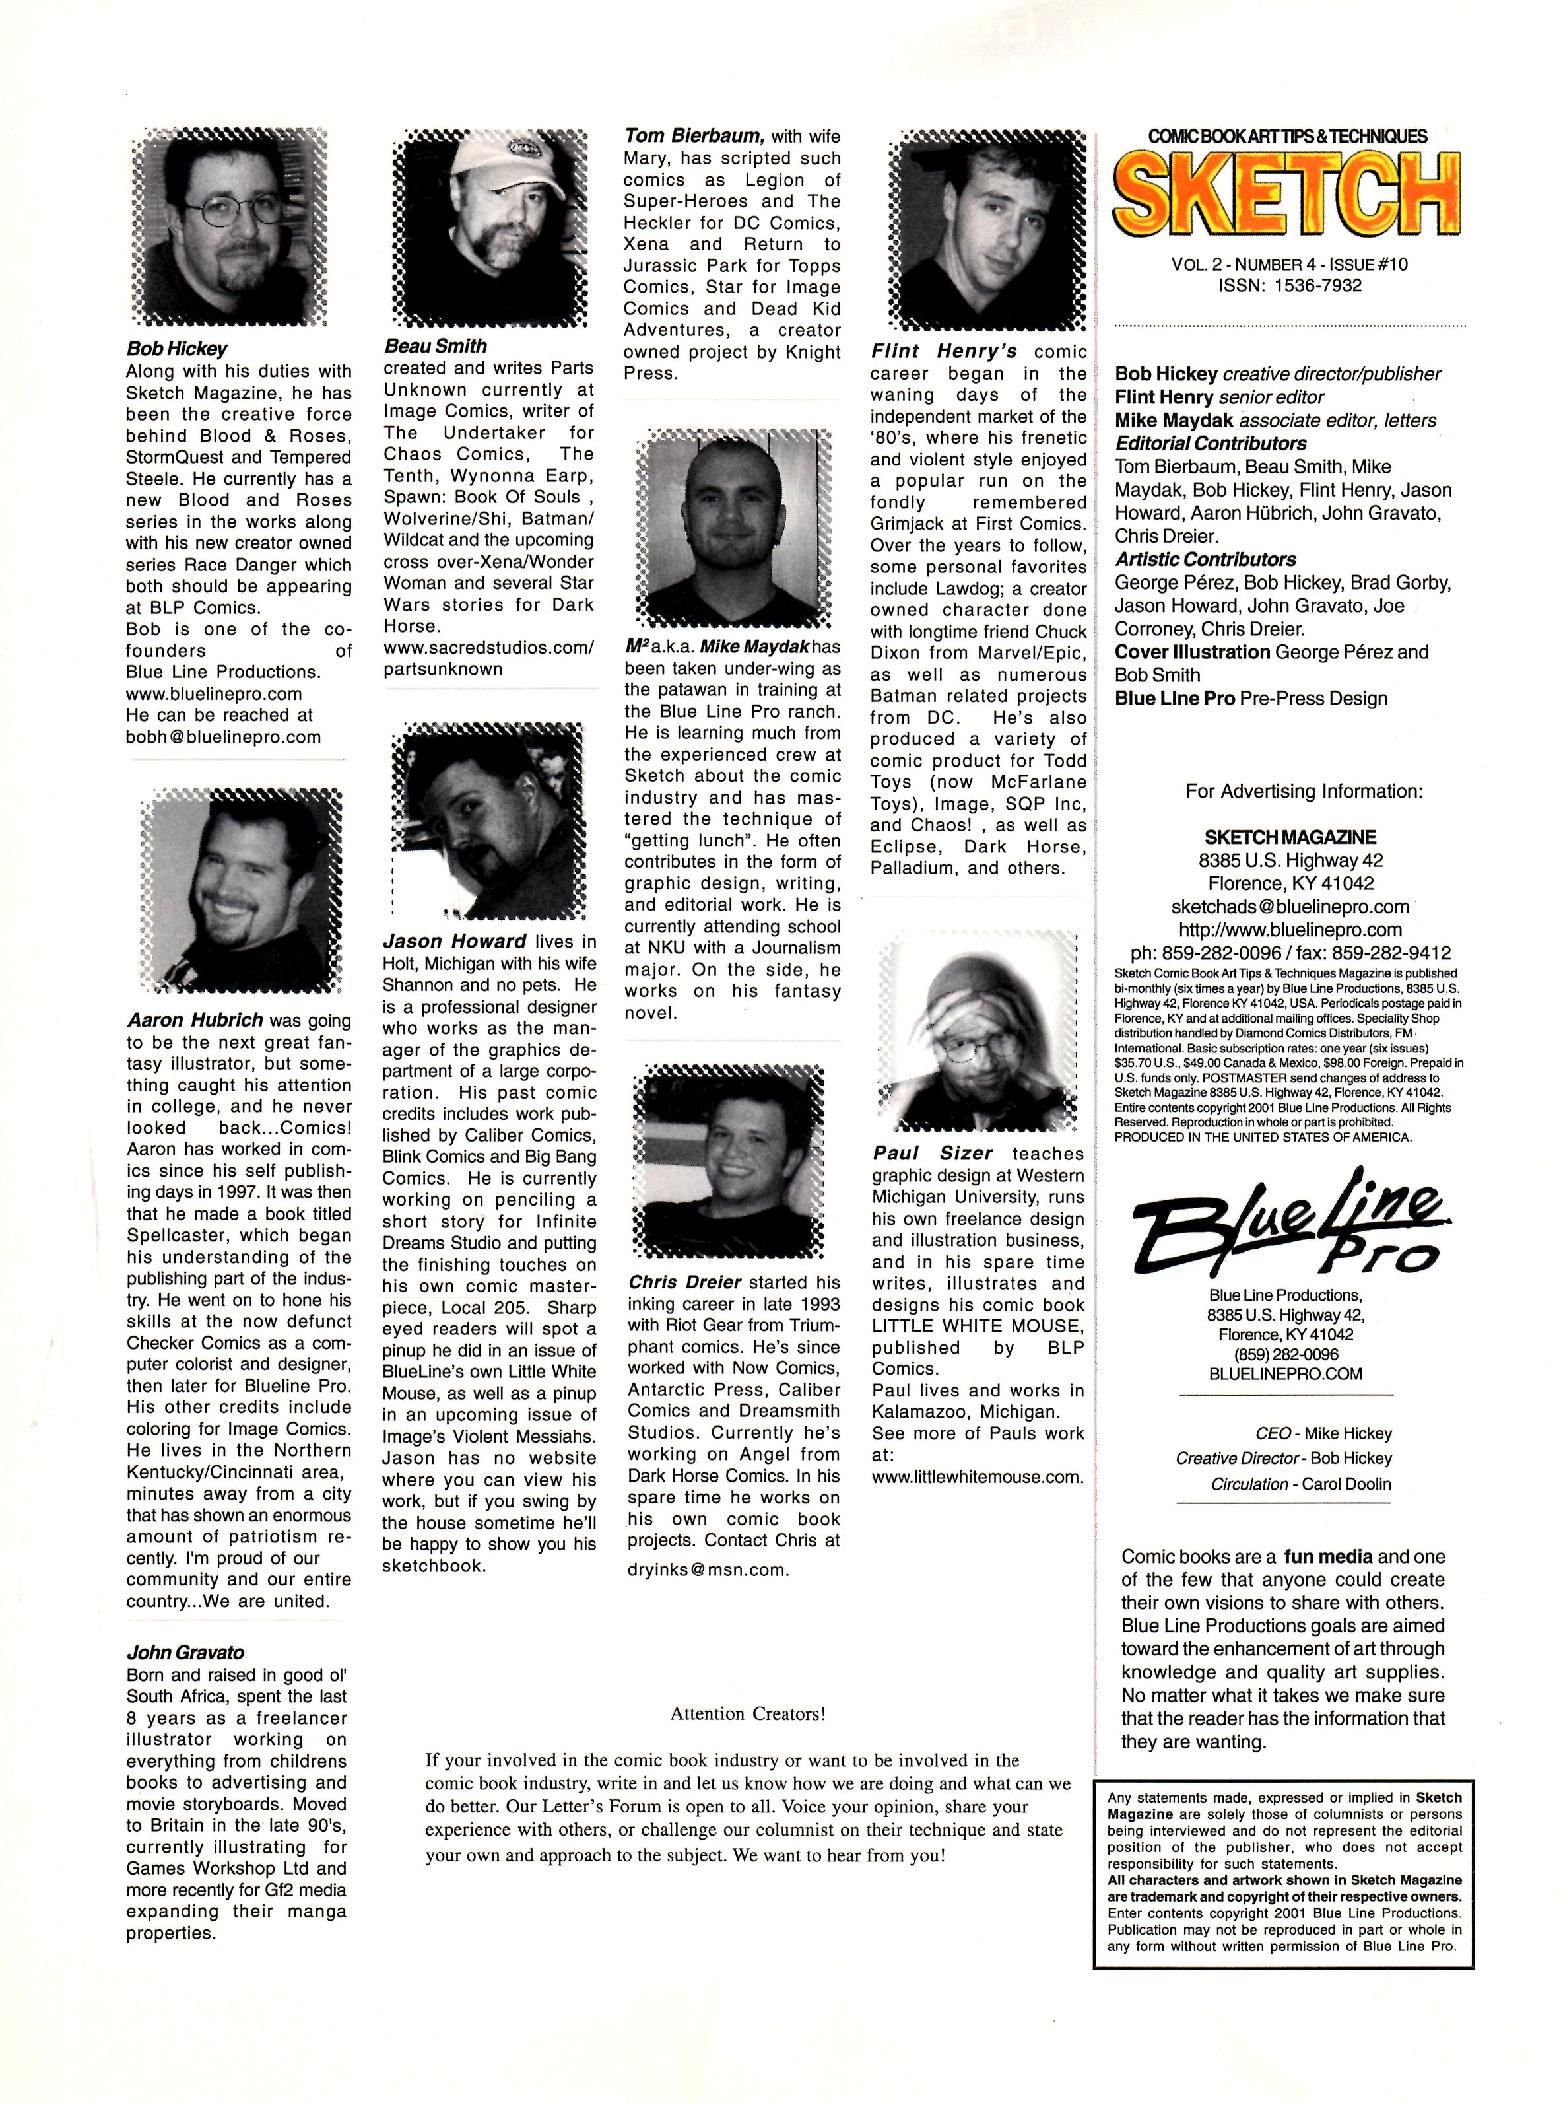 Bob Hickey
Along with his duties with
Sketch Magazine, he has
been the creative force
behind Blood & Roses,
StormQuest and Tempered
Steele. He currently has a
new Blood and Roses
series in the works along
with his new creator owned
series Race Danger which
both should be appearing
at BLP Comics.
Bob is one of the co-
founders of
Blue Line Productions.
www.bluelinepro.com
He can be reached at
bobh@bluelinepro.com
Aaron Hubrich was going
to be the next great fan-
tasy illustrator, but some-
thing caught his attention
in college, and he never
looked back...Comics!
Aaron has worked in com-
ics since his self publish-
ing days in 1997. It was then
that he made a book titled
Spellcaster, which began
his understanding of the
publishing part of the indus-
try. He went on to hone his
skills at the now defunct
Checker Comics as a com-
puter colorist and designer,
then later for Blueline Pro.
His other credits include
coloring for Image Comics.
He lives in the Northern
Kentucky/Cincinnati area,
minutes away from a city
that has shown an enormous
amount of patriotism re-
cently. I'm proud of our
community and our entire
country...We are united.
John Gravato
Born and raised in good ol'
South Africa, spent the last
8 years as a freelancer
illustrator working on
everything from childrens
books to advertising and
movie storyboards. Moved
to Britain in the late 90's,
currently illustrating for
Games Workshop Ltd and
more recently for Gf2 media
expanding their manga
properties.
Beau Smith
created and writes Parts
Unknown currently at
Image Comics, writer of
The Undertaker for
Chaos Comics, The
Tenth, Wynonna Earp,
Spawn: Book Of Souls ,
Wolverine/Shi, Batman/
Wildcat and the upcoming
cross over-Xena/Wonder
Woman and several Star
Wars stories for Dark
Horse.
www.sacredstudios.com/
partsunknown
Jason Howard lives in
Holt, Michigan with his wife
Shannon and no pets. He
is a professional designer
who works as the man-
ager of the graphics de-
partment of a large corpo-
ration. His past comic
credits includes work pub-
lished by Caliber Comics,
Blink Comics and Big Bang
Comics. He is currently
working on penciling a
short story for Infinite
Dreams Studio and putting
the finishing touches on
his own comic master-
piece, Local 205. Sharp
eyed readers will spot a
pinup he did in an issue of
BlueLine's own Little White
Mouse, as well as a pinup
in an upcoming issue of
Image's Violent Messiahs.
Jason has no website
where you can view his
work, but if you swing by
the house sometime he'll
be happy to show you his
sketchbook.
Tom Bierbaum, with wife
Mary, has scripted such
comics as Legion of
Super-Heroes and The
Heckler for DC Comics,
Xena and Return to
Jurassic Park for Topps
Comics, Star for Image
Comics and Dead Kid
Adventures, a creator
owned project by Knight
Press.
M² a.k.a. Mike Maydak has
been taken under-wing as
the patawan in training at
the Blue Line Pro ranch.
He is learning much from
the experienced crew at
Sketch about the comic
industry and has mas-
tered the technique of
"getting lunch". He often
contributes in the form of
graphic design, writing,
and editorial work. He is
currently attending school
at NKU with a Journalism
major. On the side, he
works on his fantasy
novel.
Chris Dreier started his
inking career in late 1993
with Riot Gear from Trium-
phant comics. He's since
worked with Now Comics,
Antarctic Press, Caliber
Comics and Dreamsmith
Studios. Currently he's
working on Angel from
Dark Horse Comics. In his
spare time he works on
his own comic book
projects. Contact Chris at
dryinks@msn.com.
Flint Henry's comic
career began in the
waning days of the
independent market of the
'80's, where his frenetic
and violent style enjoyed
a popular run on the
fondly remembered
Grimjack at First Comics.
Over the years to follow,
some personal favorites
include Lawdog; a creator
owned character done
with longtime friend Chuck
Dixon from Marvel/Epic,
as well as numerous
Batman related projects
from DC. He's also
produced a variety of
comic product for Todd
Toys (now McFarlane
Toys), Image, SQP Inc,
and Chaos! , as well as
Eclipse, Dark Horse,
Palladium, and others.
Paul Sizer teaches
graphic design at Western
Michigan University, runs
his own freelance design
and illustration business,
and in his spare time
writes, illustrates and
designs his comic book
LITTLE WHITE MOUSE,
published by BLP
Comics.
Paul lives and works in
Kalamazoo, Michigan.
See more of Pauls work
at:
www.littlewhitemouse.com.
Attention Creators!
If your involved in the comic book industry or want to be involved in the
comic book industry, write in and let us know how we are doing and what can we
do better. Our Letter's Forum is open to all. Voice your opinion, share your
experience with others, or challenge our columnist on their technique and state
your own and approach to the subject. We want to hear from you!
COMIC BOOK ART TIPS & TECHNIQUES
SKETCH
VOL. 2 - NUMBER 4 - ISSUE #10
ISSN: 1536-7932
Bob Hickey creative director/publisher
Flint Henry senior editor
Mike Maydak associate editor, letters
Editorial Contributors
Tom Bierbaum, Beau Smith, Mike
Maydak, Bob Hickey, Flint Henry, Jason
Howard, Aaron Hübrich, John Gravato,
Chris Dreier.
Artistic Contributors
George Pérez, Bob Hickey, Brad Gorby,
Jason Howard, John Gravato, Joe
Corroney, Chris Dreier.
Cover Illustration George Pérez and
Bob Smith
Blue Line Pro Pre-Press Design
For Advertising Information:
SKETCH MAGAZINE
8385 U.S. Highway 42
Florence, KY 41042
sketchads@bluelinepro.com
http://www.bluelinepro.com
ph: 859-282-0096 / fax: 859-282-9412
Sketch Comic Book Art Tips & Techniques Magazine is published
bi-monthly (six times a year) by Blue Line Productions, 8385 U.S.
Highway 42, Florence KY 41042, USA. Periodicals postage paid in
Florence, KY and at additional mailing offices. Speciality Shop
distribution handled by Diamond Comics Distributors, FM
International. Basic subscription rates: one year (six issues)
$35.70 U.S., $49.00 Canada & Mexico, $98.00 Foreign. Prepaid in
U.S. funds only. POSTMASTER send changes of address to
Sketch Magazine 8385 U.S. Highway 42, Florence, KY 41042.
Entire contents copyright 2001 Blue Line Productions. All Rights
Reserved. Reproduction in whole or part is prohibited.
PRODUCED IN THE UNITED STATES OF AMERICA.
Blue Line
Pro
Blue Line Productions,
8385 U.S. Highway 42,
Florence, KY 41042
(859) 282-0096
BLUELINEPRO.COM
CEO - Mike Hickey
Creative Director - Bob Hickey
Circulation - Carol Doolin
Comic books are a fun media and one
of the few that anyone could create
their own visions to share with others.
Blue Line Productions goals are aimed
toward the enhancement of art through
knowledge and quality art supplies.
No matter what it takes we make sure
that the reader has the information that
they are wanting.
Any statements made, expressed or implied in Sketch
Magazine are solely those of columnists or persons
being interviewed and do not represent the editorial
position of the publisher, who does not accept
responsibility for such statements.
All characters and artwork shown in Sketch Magazine
are trademark and copyright of their respective owners.
Enter contents copyright 2001 Blue Line Productions.
Publication may not be reproduced in part or whole in
any form without written permission of Blue Line Pro.